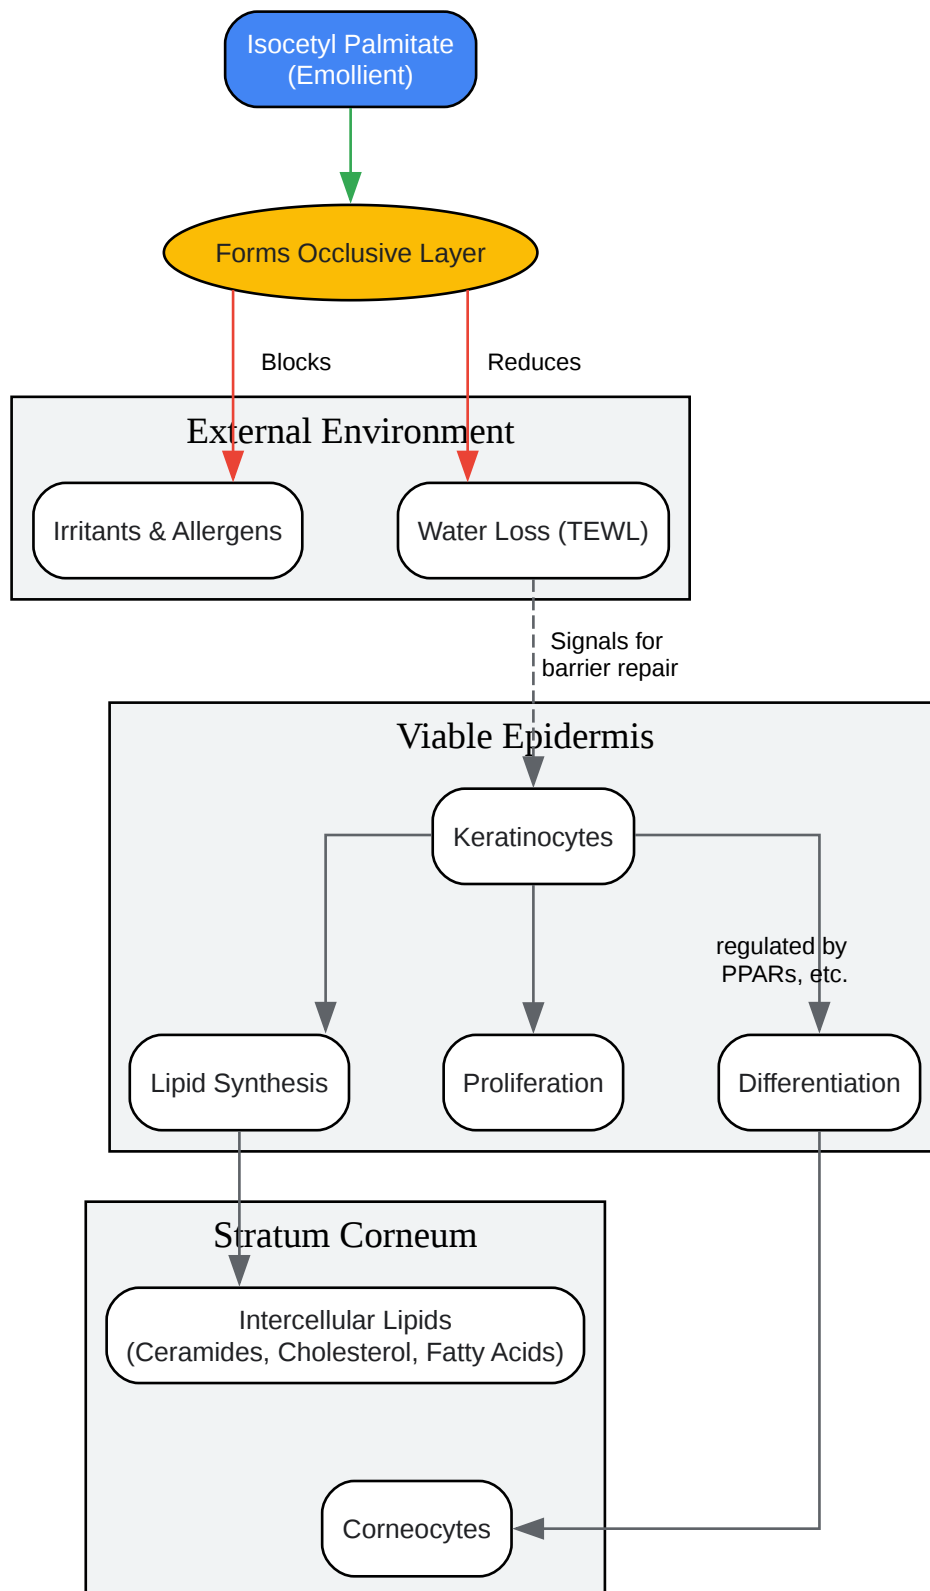 Isocetyl Palmitate
(Emollient)
Forms Occlusive Layer
Blocks
Reduces
External Environment
Irritants & Allergens
Water Loss (TEWL)
Signals for
barrier repair
Viable Epidermis
Keratinocytes
regulated by
PPARs, etc.
Lipid Synthesis
Proliferation
Differentiation
Stratum Corneum
Intercellular Lipids
(Ceramides, Cholesterol, Fatty Acids)
Corneocytes